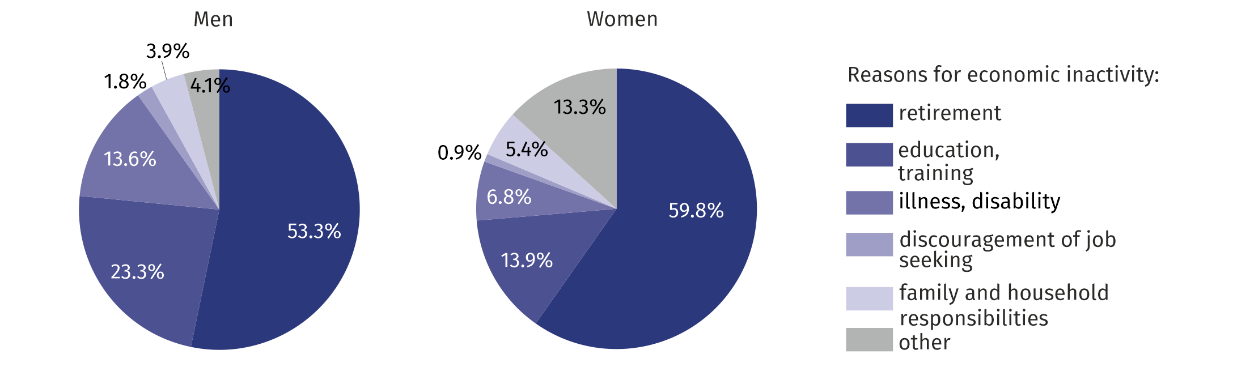 Men
3.9%
1.8%
4.1%
13.6%
53.3%
23.3%
Women
13.3%
5.4%
0.9%
6.8%
59.8%
13.9%
Reasons for economic inactivity:
retirement
education,
training
illness, disability
discouragement of job
seeking
family and household
responsibilities
other